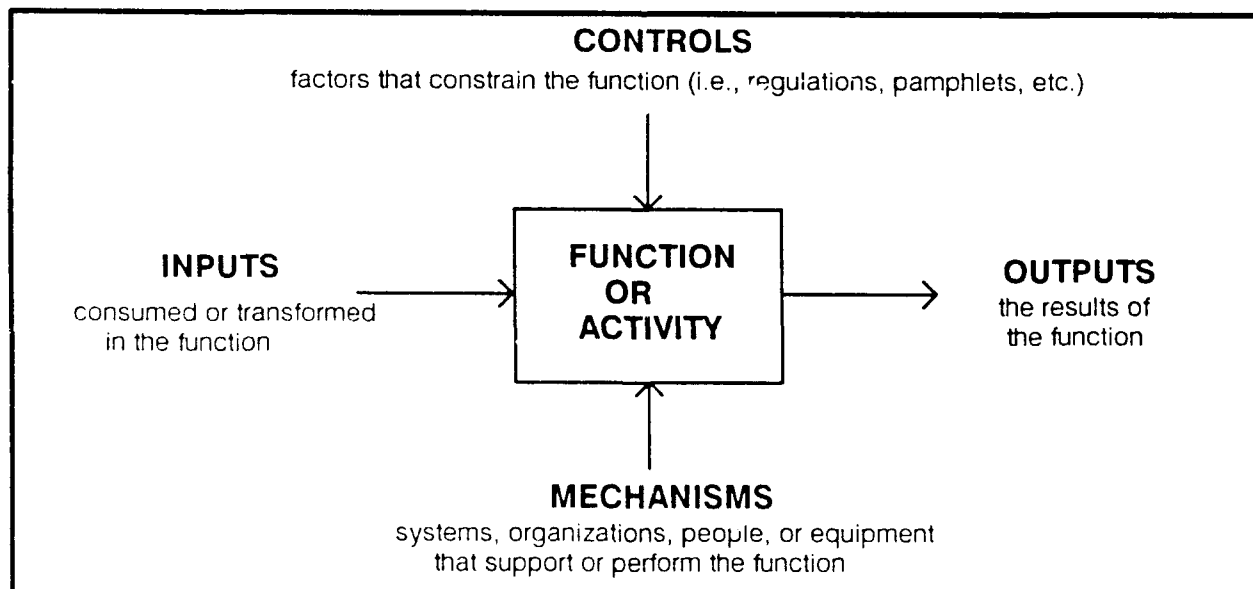 CONTROLS
factors that constrain the function (i.e., regulations, pamphlets, etc.)
INPUTS
consumed or transformed
in the function
FUNCTION
OR
ACTIVITY
OUTPUTS
the results of
the function
MECHANISMS
systems, organizations, people, or equipment
that support or perform the function